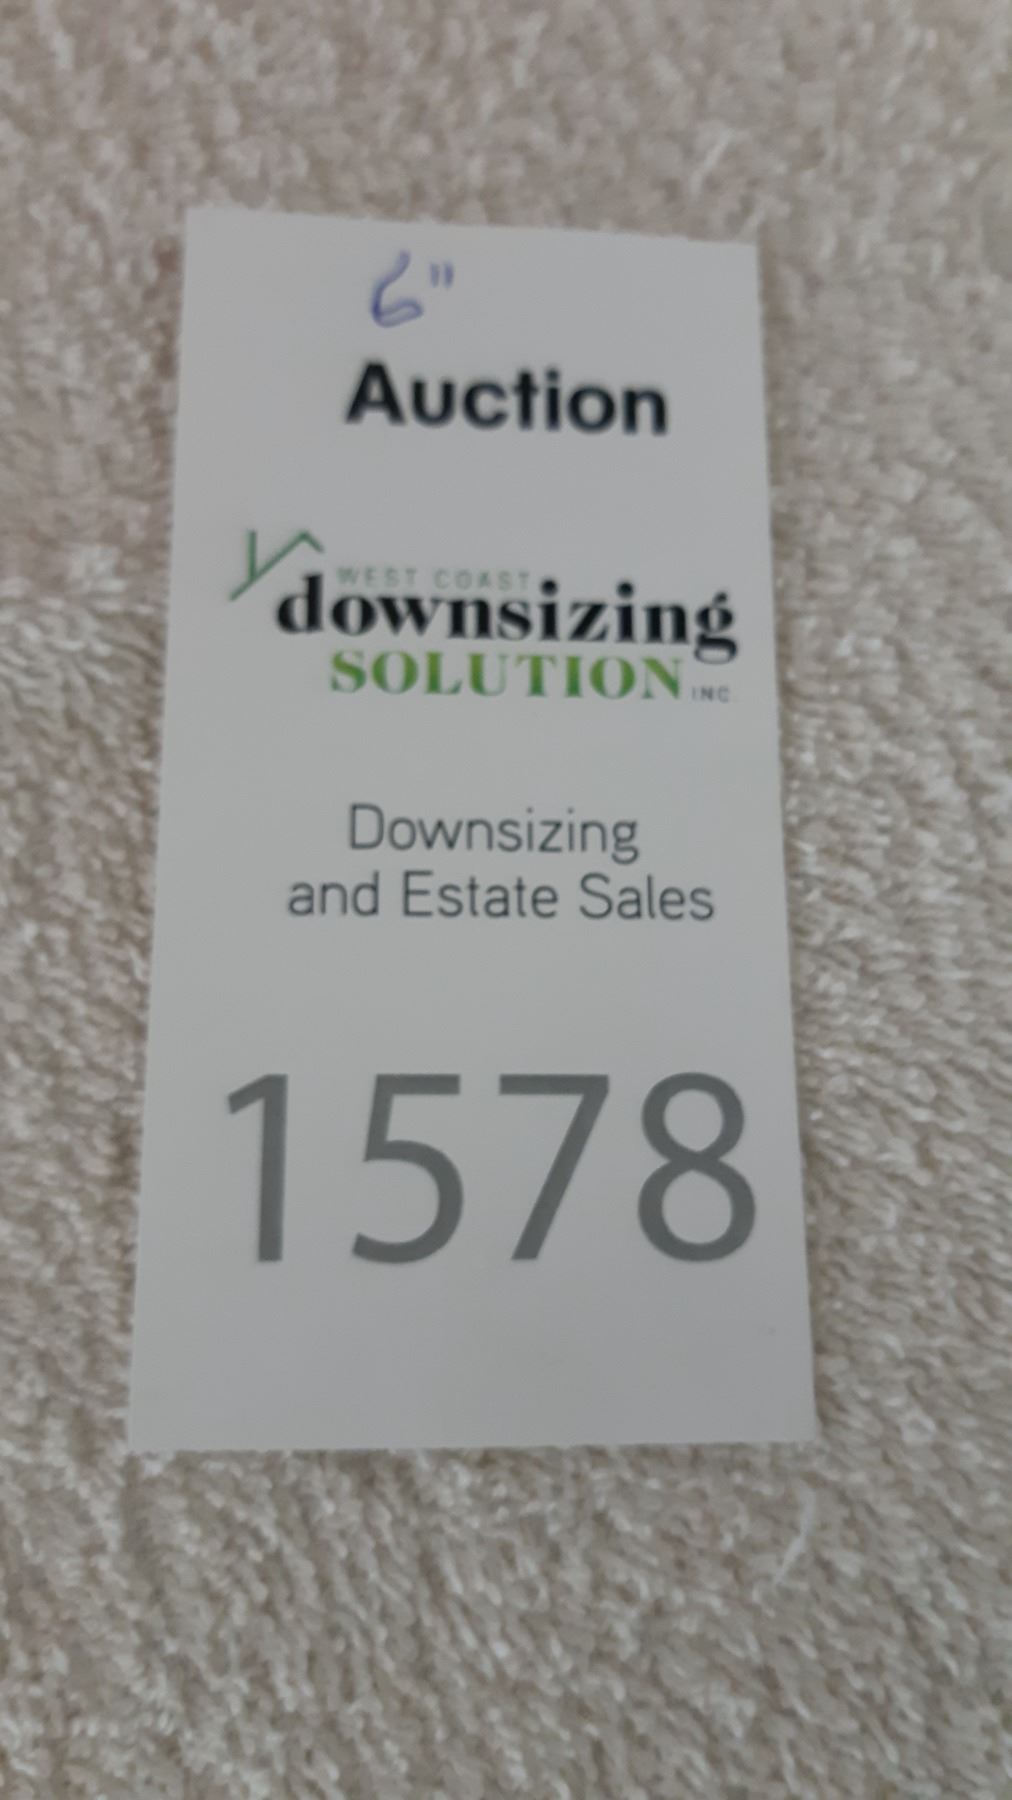 6"
Auction
WEST COAST
downsizing
SOLUTION INC.
Downsizing
and Estate Sales
1578